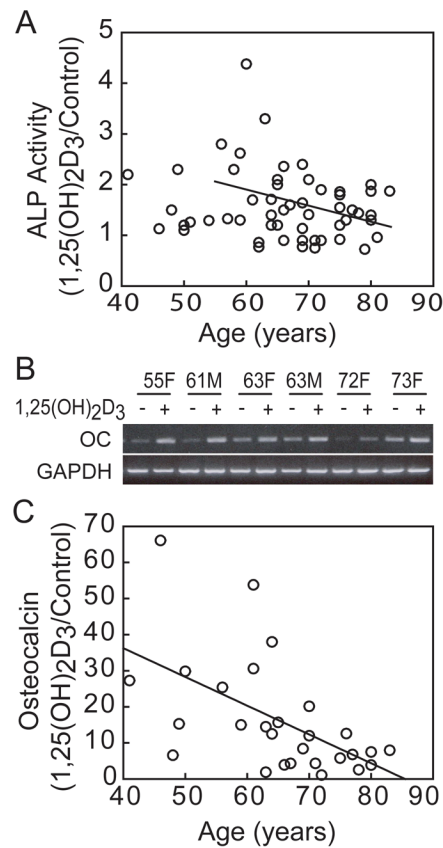 A
ALP Activity
(1,25(OH)₂D₃/Control)
5
4
3
2
1
0
40 50 60 70 80 90
Age (years)
B
55F 61M 63F 63M 72F 73F
1,25(OH)₂D₃ - + - + - + - + - + - +
OC
GAPDH
C
Osteocalcin
(1,25(OH)₂D₃/Control)
70
60
50
40
30
20
10
0
40 50 60 70 80 90
Age (years)